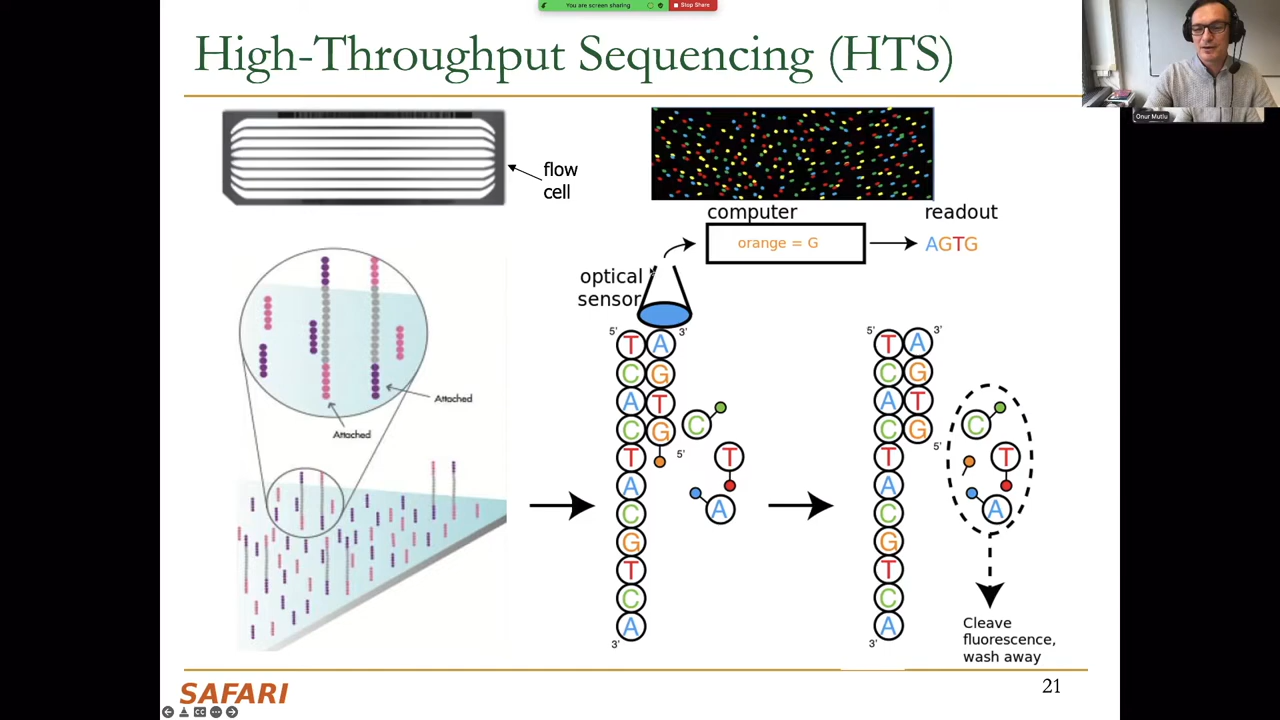 You are screen sharing
Stop Share
High-Throughput Sequencing (HTS)
Onur Mutlu
flow
cell
computer
readout
orange = G
AGTG
optical
sensor
Attached
Attached
5'
3'
T A
C G
A T
C G
T
A
C
G
T
C
A
3'
C
5'
T
A
5'
3'
T A
C G
A T
C G
T
A
C
G
T
C
A
3'
5'
C
T
A
Cleave
fluorescence,
wash away
SAFARI
21